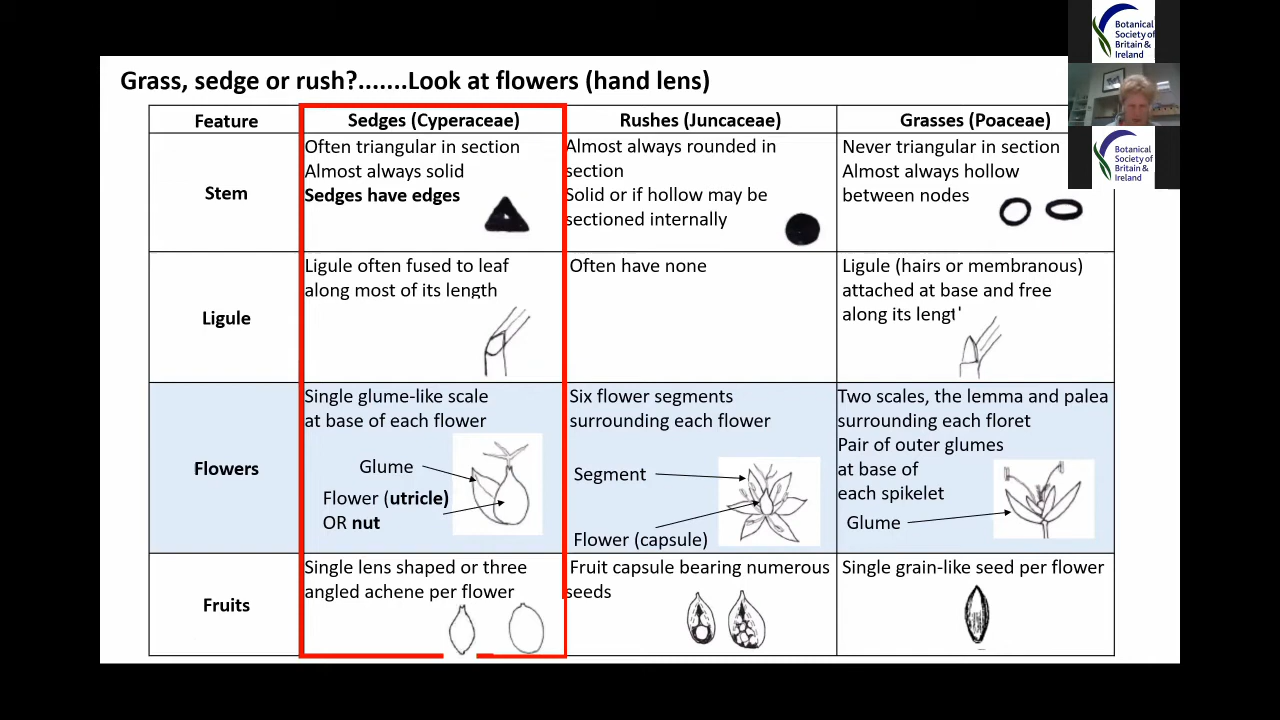 Grass, sedge or rush?.......Look at flowers (hand lens)
Botanical
Society of
Britain &
Ireland
Botanical
Society of
Britain &
Ireland
Feature
Sedges (Cyperaceae)
Rushes (Juncaceae)
Grasses (Poaceae)
Stem
Often triangular in section
Almost always solid
Sedges have edges
Almost always rounded in
section
Solid or if hollow may be
sectioned internally
Never triangular in section
Almost always hollow
between nodes
Ligule
Ligule often fused to leaf
along most of its length
Often have none
Ligule (hairs or membranous)
attached at base and free
along its lengt
Flowers
Single glume-like scale
at base of each flower
Glume
Flower (utricle)
OR nut
Six flower segments
surrounding each flower
Segment
Flower (capsule)
Two scales, the lemma and palea
surrounding each floret
Pair of outer glumes
at base of
each spikelet
Glume
Fruits
Single lens shaped or three
angled achene per flower
Fruit capsule bearing numerous
seeds
Single grain-like seed per flower